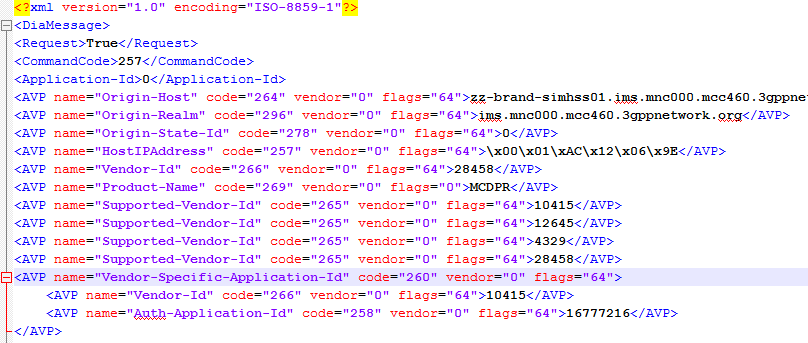 <?xml version="1.0" encoding="ISO-8859-1"?>
<DiaMessage>
<Request>True</Request>
<CommandCode>257</CommandCode>
<Application-Id>0</Application-Id>
<AVP name="Origin-Host" code="264" vendor="0" flags="64">zz-brand-simhss01.ims.mnc000.mcc460.3gppnet
<AVP name="Origin-Realm" code="296" vendor="0" flags="64">ims.mnc000.mcc460.3gppnetwork.org</AVP>
<AVP name="Origin-State-Id" code="278" vendor="0" flags="64">0</AVP>
<AVP name="HostIPAddress" code="257" vendor="0" flags="64">\x00\x01\xAC\x12\x06\x9E</AVP>
<AVP name="Vendor-Id" code="266" vendor="0" flags="64">28458</AVP>
<AVP name="Product-Name" code="269" vendor="0" flags="0">MCDPR</AVP>
<AVP name="Supported-Vendor-Id" code="265" vendor="0" flags="64">10415</AVP>
<AVP name="Supported-Vendor-Id" code="265" vendor="0" flags="64">12645</AVP>
<AVP name="Supported-Vendor-Id" code="265" vendor="0" flags="64">4329</AVP>
<AVP name="Supported-Vendor-Id" code="265" vendor="0" flags="64">28458</AVP>
<AVP name="Vendor-Specific-Application-Id" code="260" vendor="0" flags="64">
<AVP name="Vendor-Id" code="266" vendor="0" flags="64">10415</AVP>
<AVP name="Auth-Application-Id" code="258" vendor="0" flags="64">16777216</AVP>
</AVP>